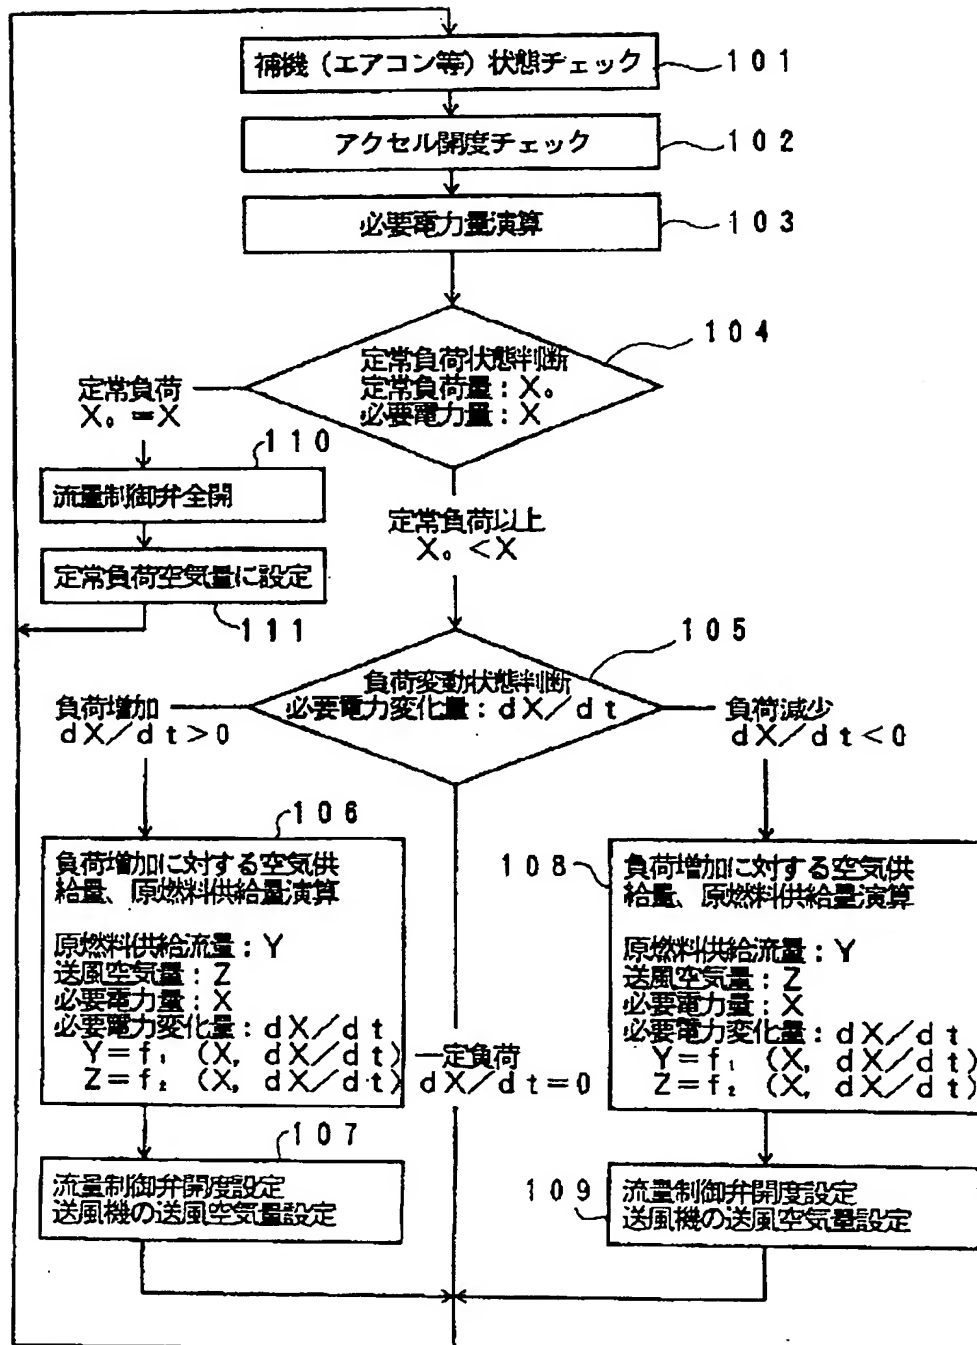 補機（エアコン等）状態チェック
101
アクセル開度チェック
102
必要電力量演算
103
104
定常負荷状態判断
定常負荷量：X₀
必要電力量：X
定常負荷
X₀＝X
110
流量制御弁全開
定常負荷空気量に設定
111
定常負荷以上
X₀＜X
105
負荷変動状態判断
必要電力変化量：dX／dt
負荷増加
dX／dt＞0
負荷減少
dX／dt＜0
106
負荷増加に対する空気供
給量、原燃料供給量演算
原燃料供給流量：Y
送風空気量：Z
必要電力量：X
必要電力変化量：dX／dt
Y＝f₁（X，dX／dt）
Z＝f₂（X，dX／dt）
一定負荷
dX／dt＝0
108
負荷増加に対する空気供
給量、原燃料供給量演算
原燃料供給流量：Y
送風空気量：Z
必要電力量：X
必要電力変化量：dX／dt
Y＝f₁（X，dX／dt）
Z＝f₂（X，dX／dt）
107
流量制御弁開度設定
送風機の送風空気量設定
109
流量制御弁開度設定
送風機の送風空気量設定